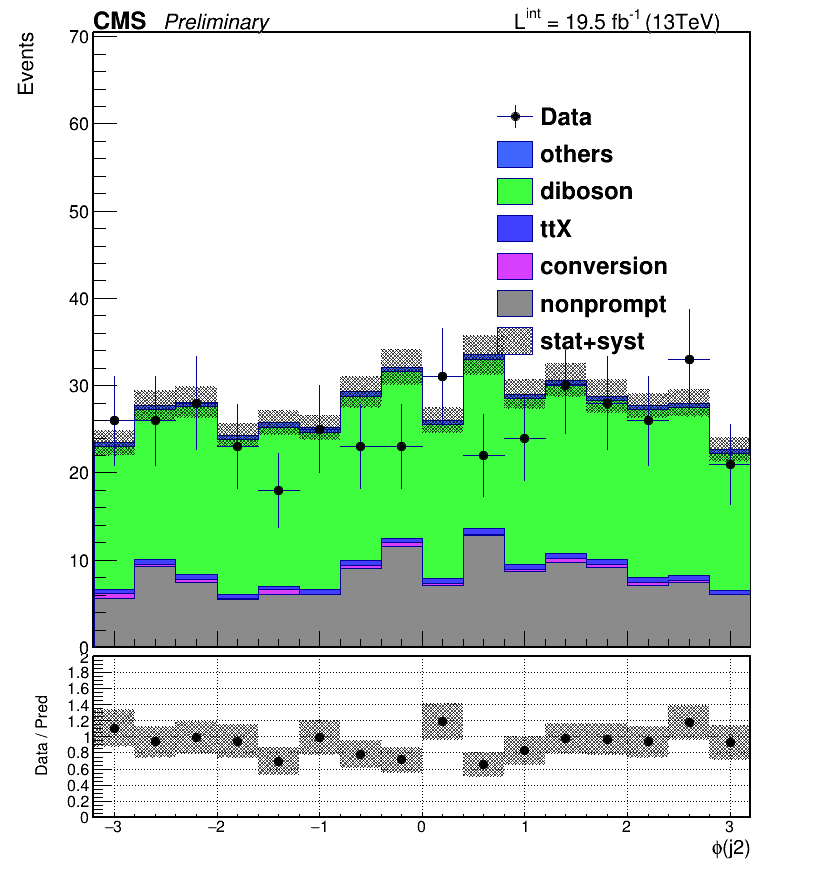 CMS Preliminary L^int = 19.5 fb^-1 (13TeV)
Events
70
60
50
40
30
20
10
0
Data
others
diboson
ttX
conversion
nonprompt
stat+syst
Data / Pred
2
1.8
1.6
1.4
1.2
1
0.8
0.6
0.4
0.2
0
−3 −2 −1 0 1 2 3
ϕ(j2)